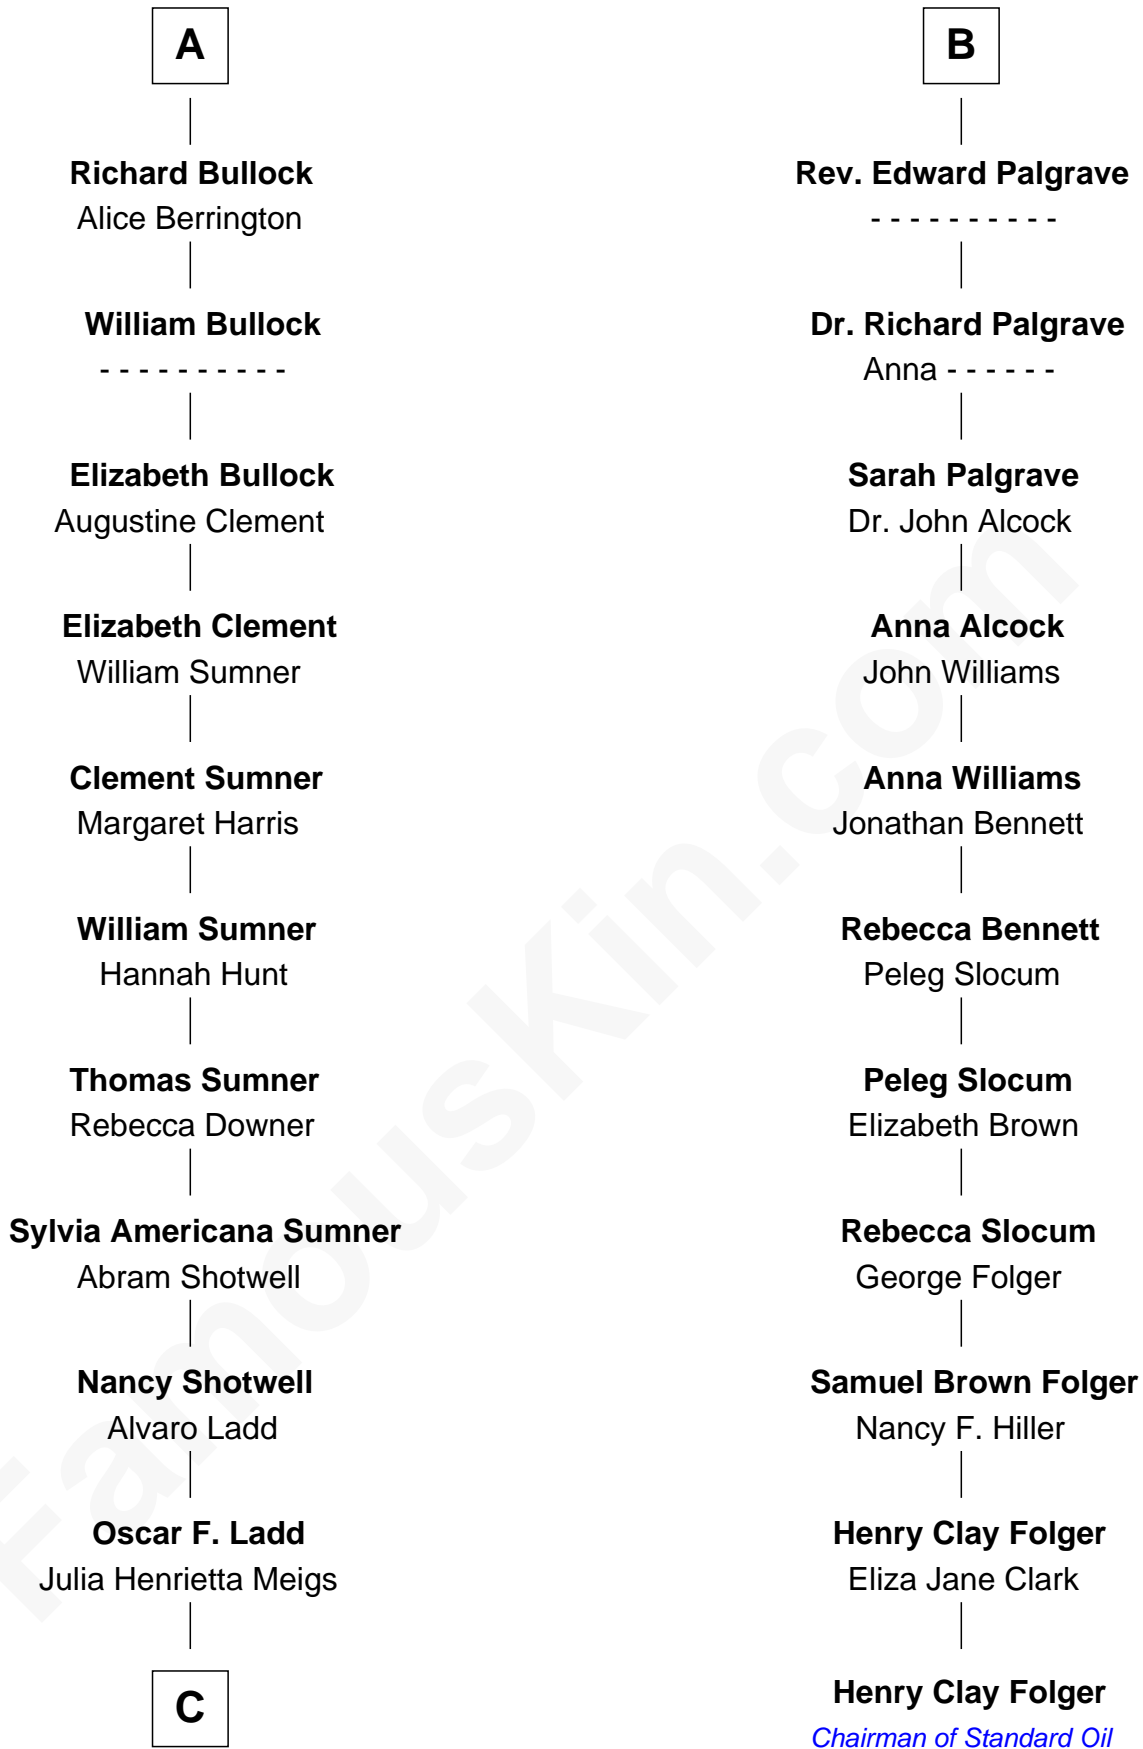 A
Richard Bullock
Alice Berrington
William Bullock
- - - - - - - - - -
Elizabeth Bullock
Augustine Clement
Elizabeth Clement
William Sumner
Clement Sumner
Margaret Harris
William Sumner
Hannah Hunt
Thomas Sumner
Rebecca Downer
Sylvia Americana Sumner
Abram Shotwell
Nancy Shotwell
Alvaro Ladd
Oscar F. Ladd
Julia Henrietta Meigs
C
B
Rev. Edward Palgrave
- - - - - - - - - -
Dr. Richard Palgrave
Anna - - - - - -
Sarah Palgrave
Dr. John Alcock
Anna Alcock
John Williams
Anna Williams
Jonathan Bennett
Rebecca Bennett
Peleg Slocum
Peleg Slocum
Elizabeth Brown
Rebecca Slocum
George Folger
Samuel Brown Folger
Nancy F. Hiller
Henry Clay Folger
Eliza Jane Clark
Henry Clay Folger
Chairman of Standard Oil
FamousKin.com